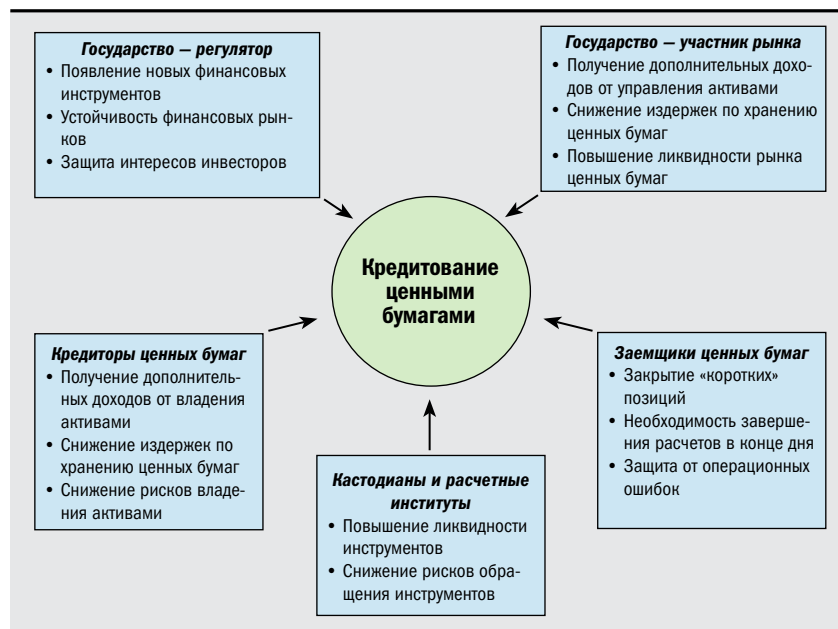 Государство — регулятор
• Появление новых финансовых
инструментов
• Устойчивость финансовых рын-
ков
• Защита интересов инвесторов
Государство — участник рынка
• Получение дополнительных дохо-
дов от управления активами
• Снижение издержек по хранению
ценных бумаг
• Повышение ликвидности рынка
ценных бумаг
Кредитование
ценными
бумагами
Кредиторы ценных бумаг
• Получение дополнитель-
ных доходов от владения
активами
• Снижение издержек по
хранению ценных бумаг
• Снижение рисков владе-
ния активами
Кастодианы и расчетные
институты
• Повышение ликвидности
инструментов
• Снижение рисков обра-
щения инструментов
Заемщики ценных бумаг
• Закрытие «коротких»
позиций
• Необходимость заверше-
ния расчетов в конце дня
• Защита от операционных
ошибок